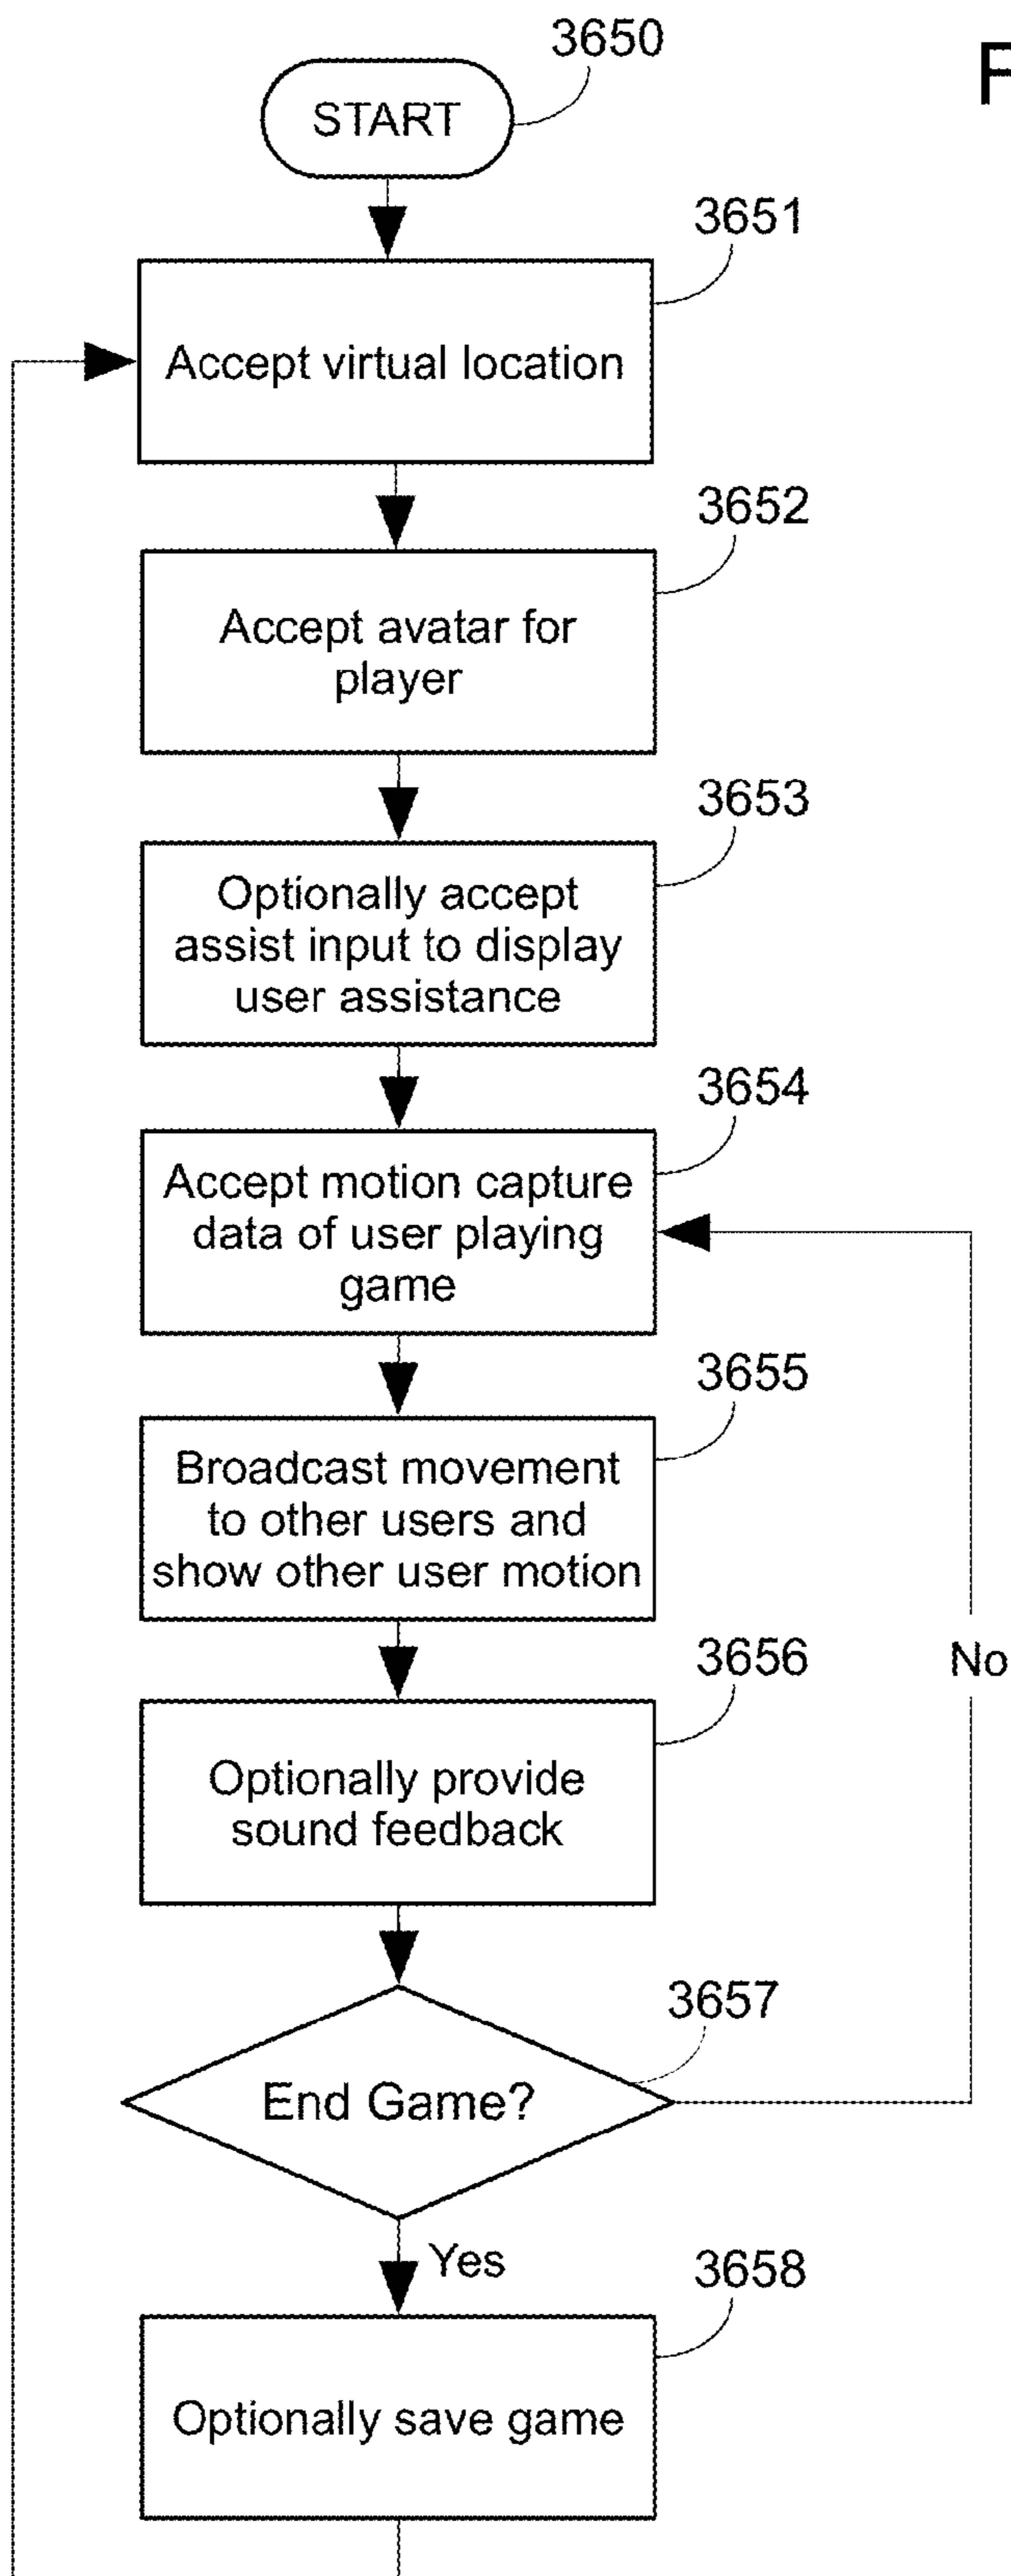 3650
START
3651
Accept virtual location
3652
Accept avatar for
player
3653
Optionally accept
assist input to display
user assistance
3654
Accept motion capture
data of user playing
game
3655
Broadcast movement
to other users and
show other user motion
3656
Optionally provide
sound feedback
No
3657
End Game?
Yes
3658
Optionally save game